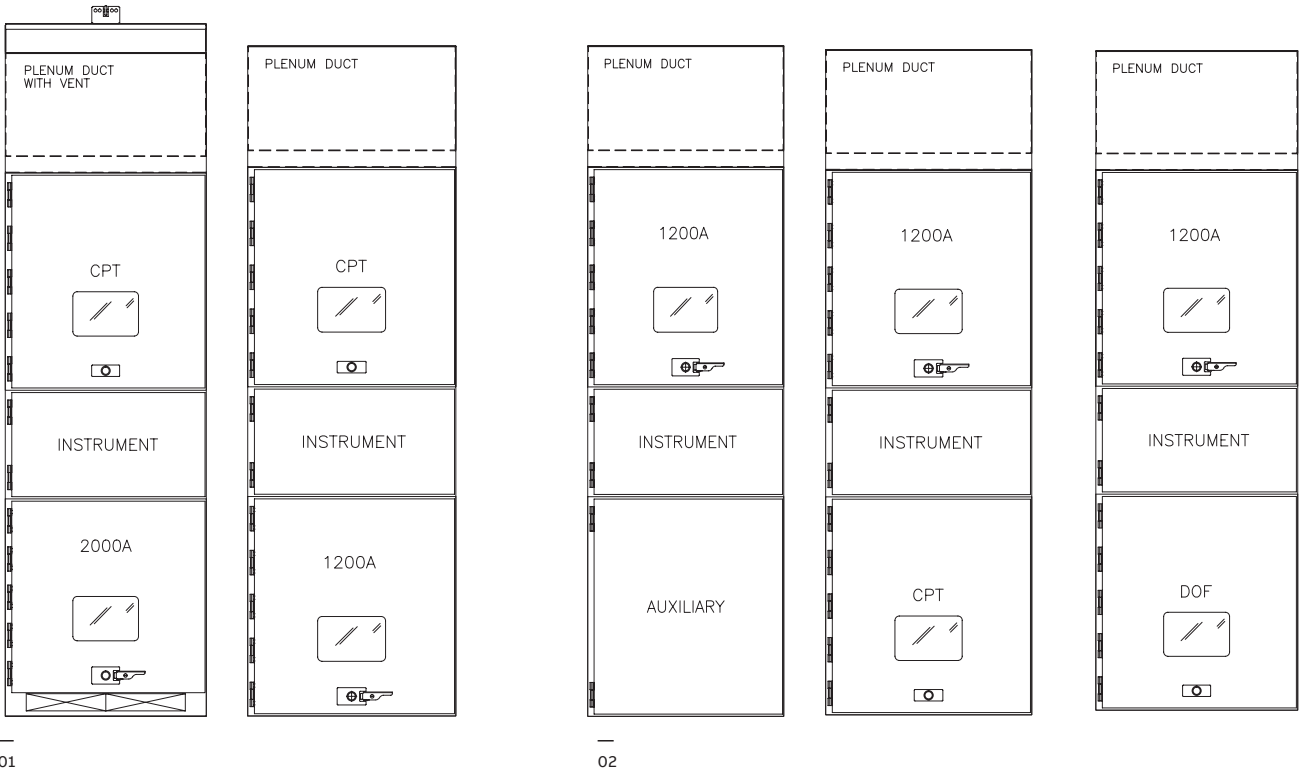 PLENUM DUCT
WITH VENT
CPT
INSTRUMENT
2000A
PLENUM DUCT
CPT
INSTRUMENT
1200A
PLENUM DUCT
1200A
INSTRUMENT
AUXILIARY
PLENUM DUCT
1200A
INSTRUMENT
CPT
PLENUM DUCT
1200A
INSTRUMENT
DOF
01
02